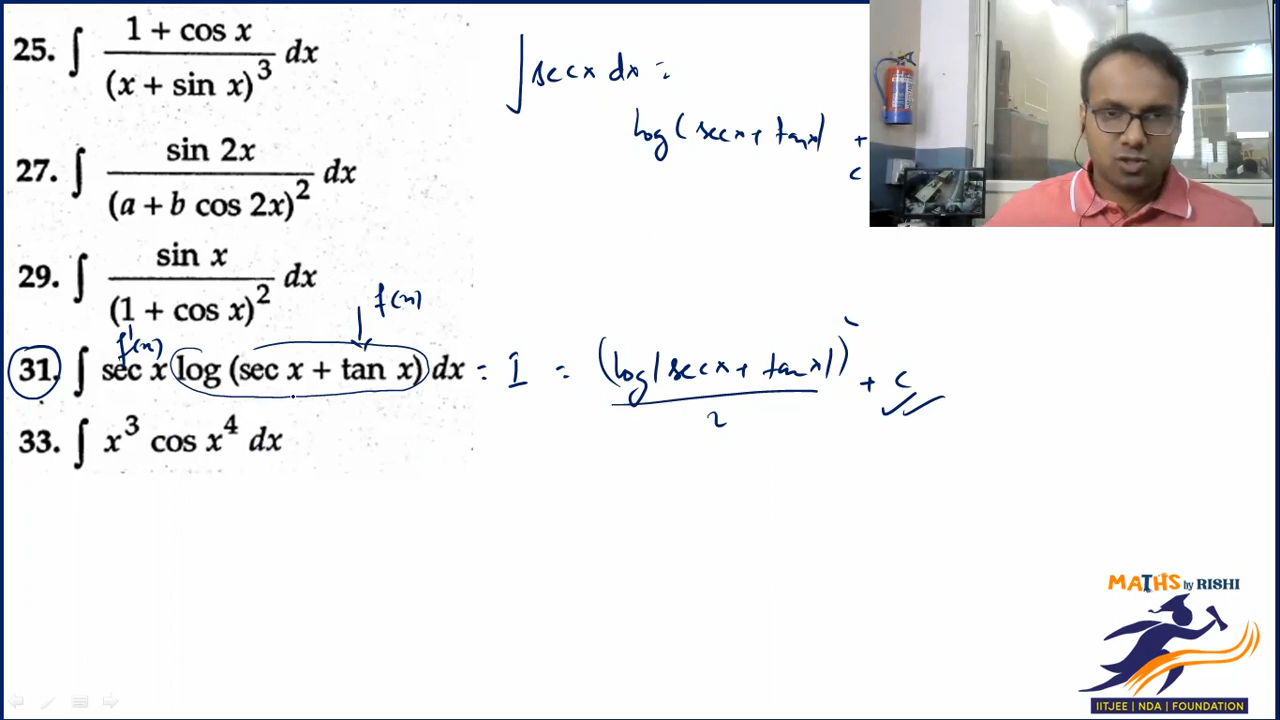 25. ∫ (1 + cos x)/(x + sin x)³ dx
∫ sec x dx =
log(sec x + tan x) + c
27. ∫ sin 2x/(a + b cos 2x)² dx
29. ∫ sin x/(1 + cos x)² dx
f(x)
f'(x)
31. ∫ sec x log (sec x + tan x) dx = I = (log|sec x + tan x|)²/2 + c
33. ∫ x³ cos x⁴ dx
MATHS by RISHI
IITJEE | NDA | FOUNDATION